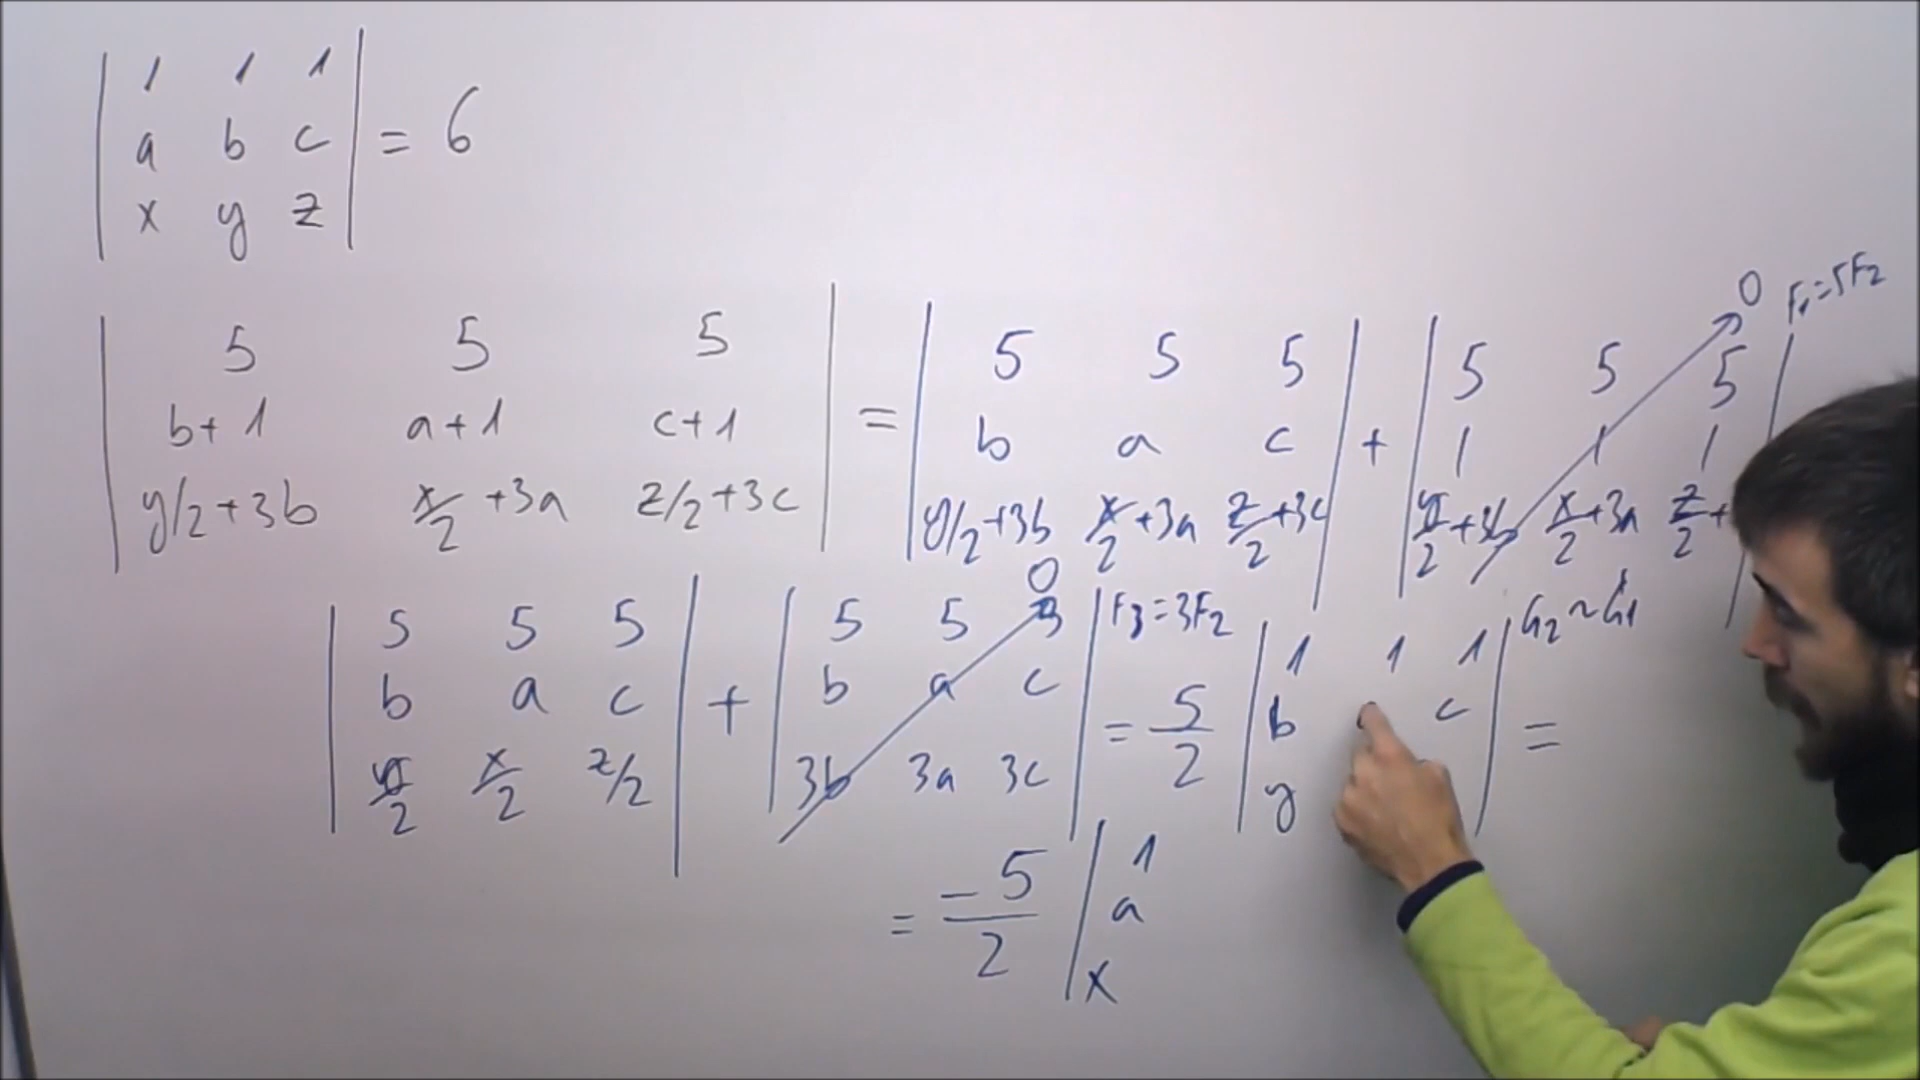 | 1 1 1 |
| a b c | = 6
| x y z |
| 5 5 5 | = | 5 5 5 | + | 5 5 5 | 0 F₁=5F₂
| b+1 a+1 c+1 | | b a c | | 1 1 1 |
| y/2+3b x/2+3a z/2+3c | | y/2+3b x/2+3a z/2+3c | | y/2+3b x/2+3a z/2+
| 5 5 5 | + | 5 5 5 | 0 F₃=3F₂ = 5/2 | 1 1 1 | C₂~C₁ =
| b a c | | b a c | | b c |
| y/2 x/2 z/2 | | 3b 3a 3c | | y
= -5/2 | 1
| a
| x